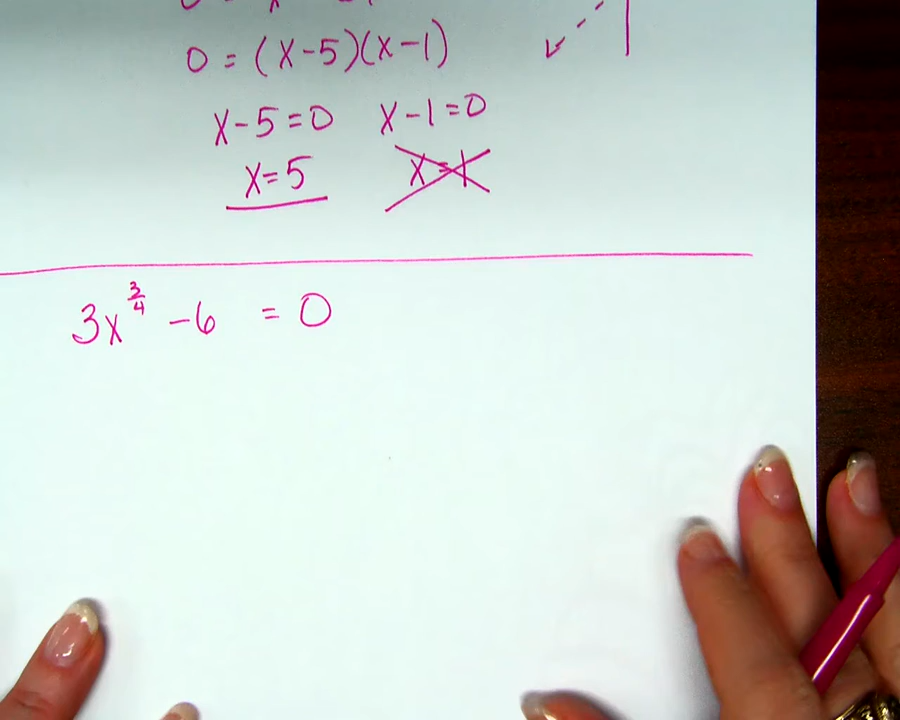 0 = (x-5)(x-1)
x-5=0 x-1=0
x=5 x=1
3x^{3/4} - 6 = 0